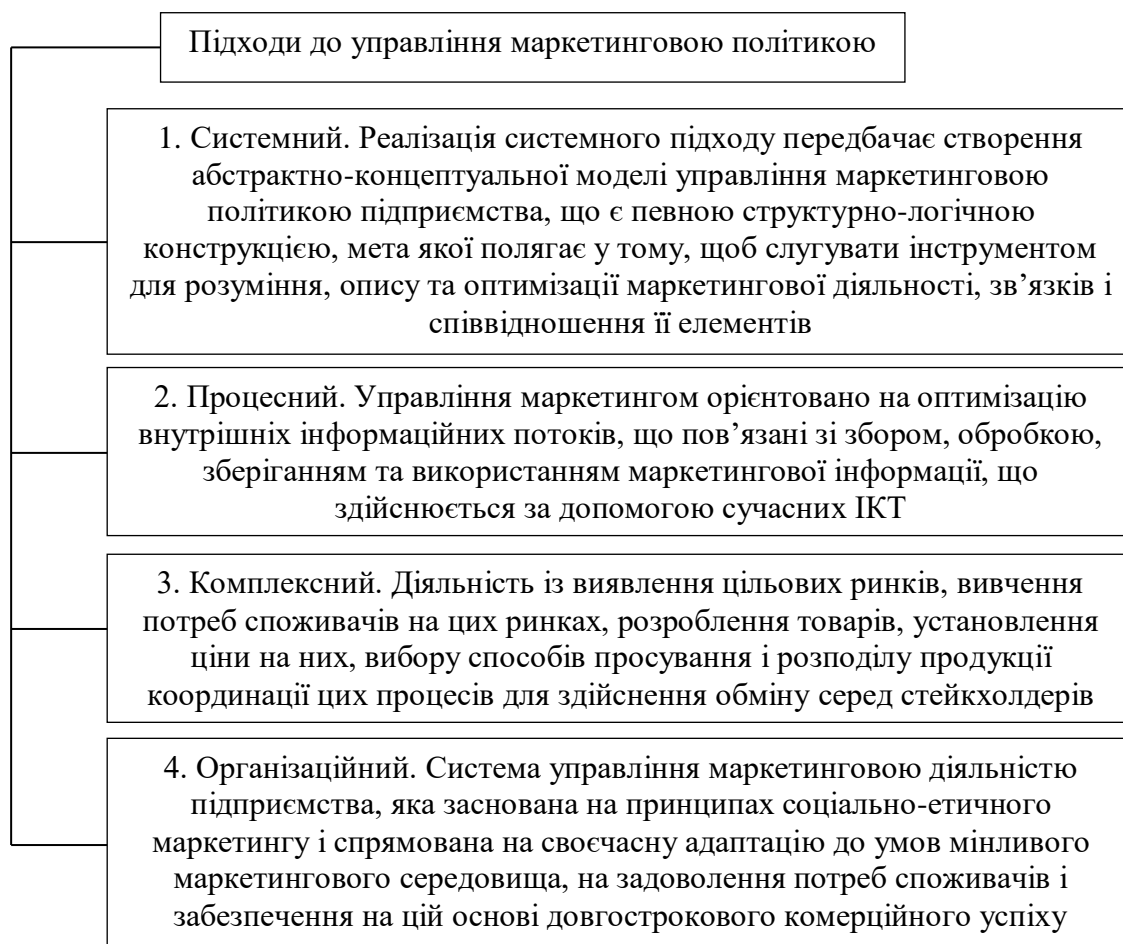 Підходи до управління маркетинговою політикою
1. Системний. Реалізація системного підходу передбачає створення
абстрактно-концептуальної моделі управління маркетинговою
політикою підприємства, що є певною структурно-логічною
конструкцією, мета якої полягає у тому, щоб слугувати інструментом
для розуміння, опису та оптимізації маркетингової діяльності, зв’язків і
співвідношення її елементів
2. Процесний. Управління маркетингом орієнтовано на оптимізацію
внутрішніх інформаційних потоків, що пов’язані зі збором, обробкою,
зберіганням та використанням маркетингової інформації, що
здійснюється за допомогою сучасних ІКТ
3. Комплексний. Діяльність із виявлення цільових ринків, вивчення
потреб споживачів на цих ринках, розроблення товарів, установлення
ціни на них, вибору способів просування і розподілу продукції
координації цих процесів для здійснення обміну серед стейкхолдерів
4. Організаційний. Система управління маркетинговою діяльністю
підприємства, яка заснована на принципах соціально-етичного
маркетингу і спрямована на своєчасну адаптацію до умов мінливого
маркетингового середовища, на задоволення потреб споживачів і
забезпечення на цій основі довгострокового комерційного успіху